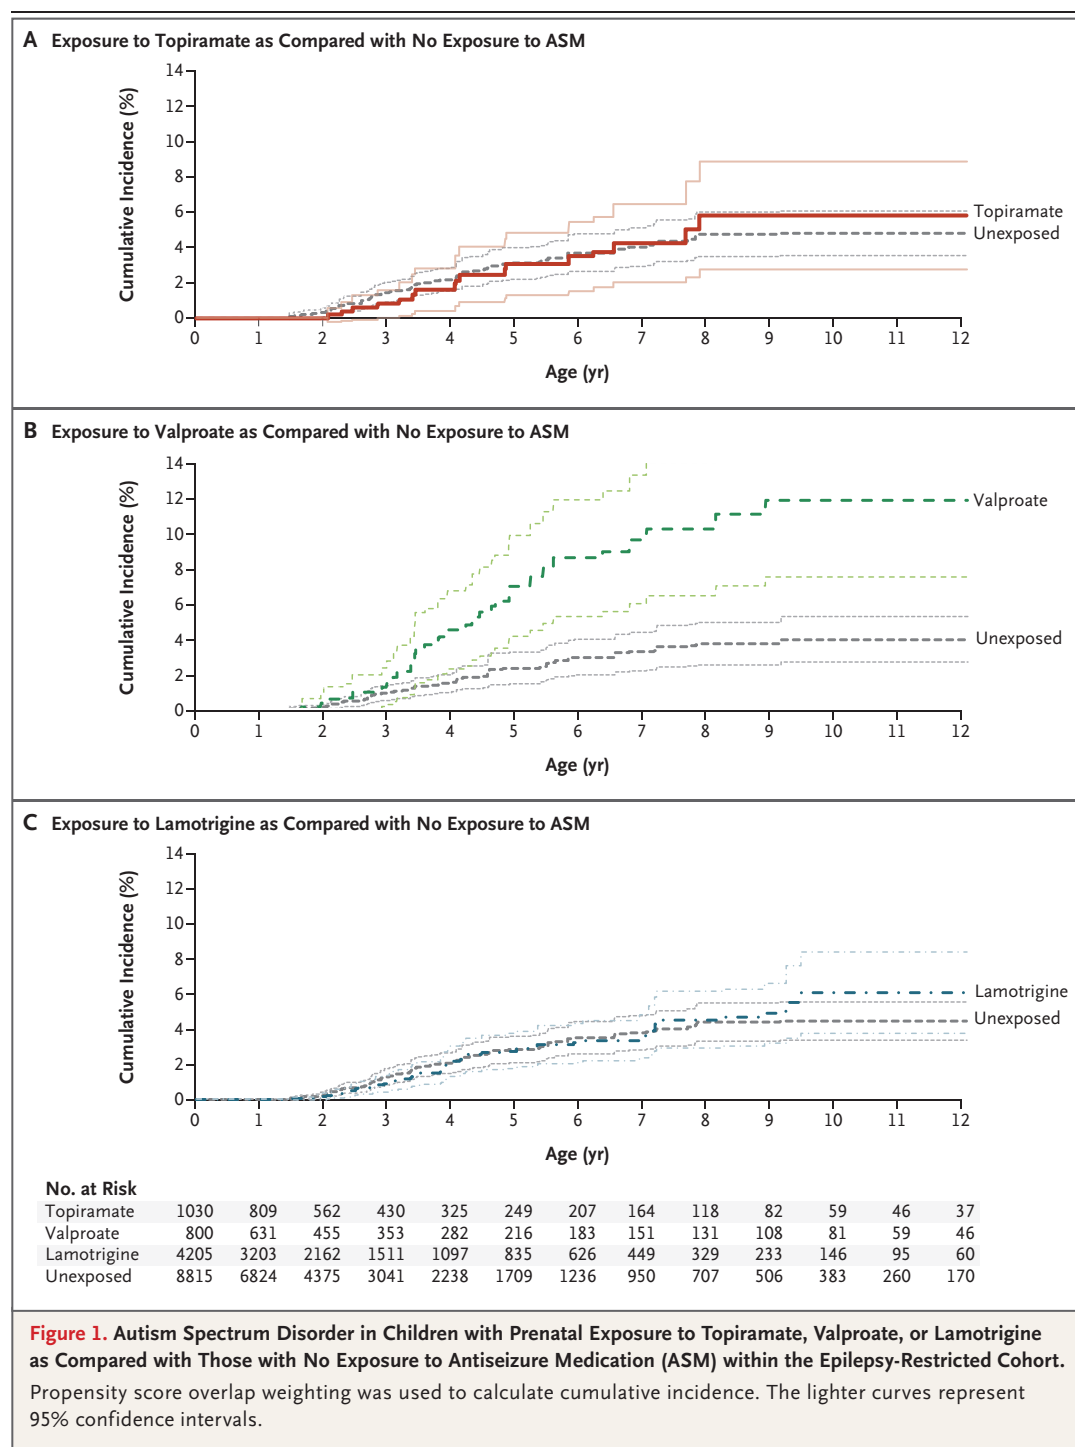 A Exposure to Topiramate as Compared with No Exposure to ASM
Cumulative Incidence (%)
14
12
10
8
6
4
2
0
Topiramate
Unexposed
0 1 2 3 4 5 6 7 8 9 10 11 12
Age (yr)
B Exposure to Valproate as Compared with No Exposure to ASM
Cumulative Incidence (%)
14
12
10
8
6
4
2
0
Valproate
Unexposed
0 1 2 3 4 5 6 7 8 9 10 11 12
Age (yr)
C Exposure to Lamotrigine as Compared with No Exposure to ASM
Cumulative Incidence (%)
14
12
10
8
6
4
2
0
Lamotrigine
Unexposed
0 1 2 3 4 5 6 7 8 9 10 11 12
Age (yr)
No. at Risk
Topiramate 1030 809 562 430 325 249 207 164 118 82 59 46 37
Valproate 800 631 455 353 282 216 183 151 131 108 81 59 46
Lamotrigine 4205 3203 2162 1511 1097 835 626 449 329 233 146 95 60
Unexposed 8815 6824 4375 3041 2238 1709 1236 950 707 506 383 260 170
Figure 1. Autism Spectrum Disorder in Children with Prenatal Exposure to Topiramate, Valproate, or Lamotrigine
as Compared with Those with No Exposure to Antiseizure Medication (ASM) within the Epilepsy-Restricted Cohort.
Propensity score overlap weighting was used to calculate cumulative incidence. The lighter curves represent
95% confidence intervals.